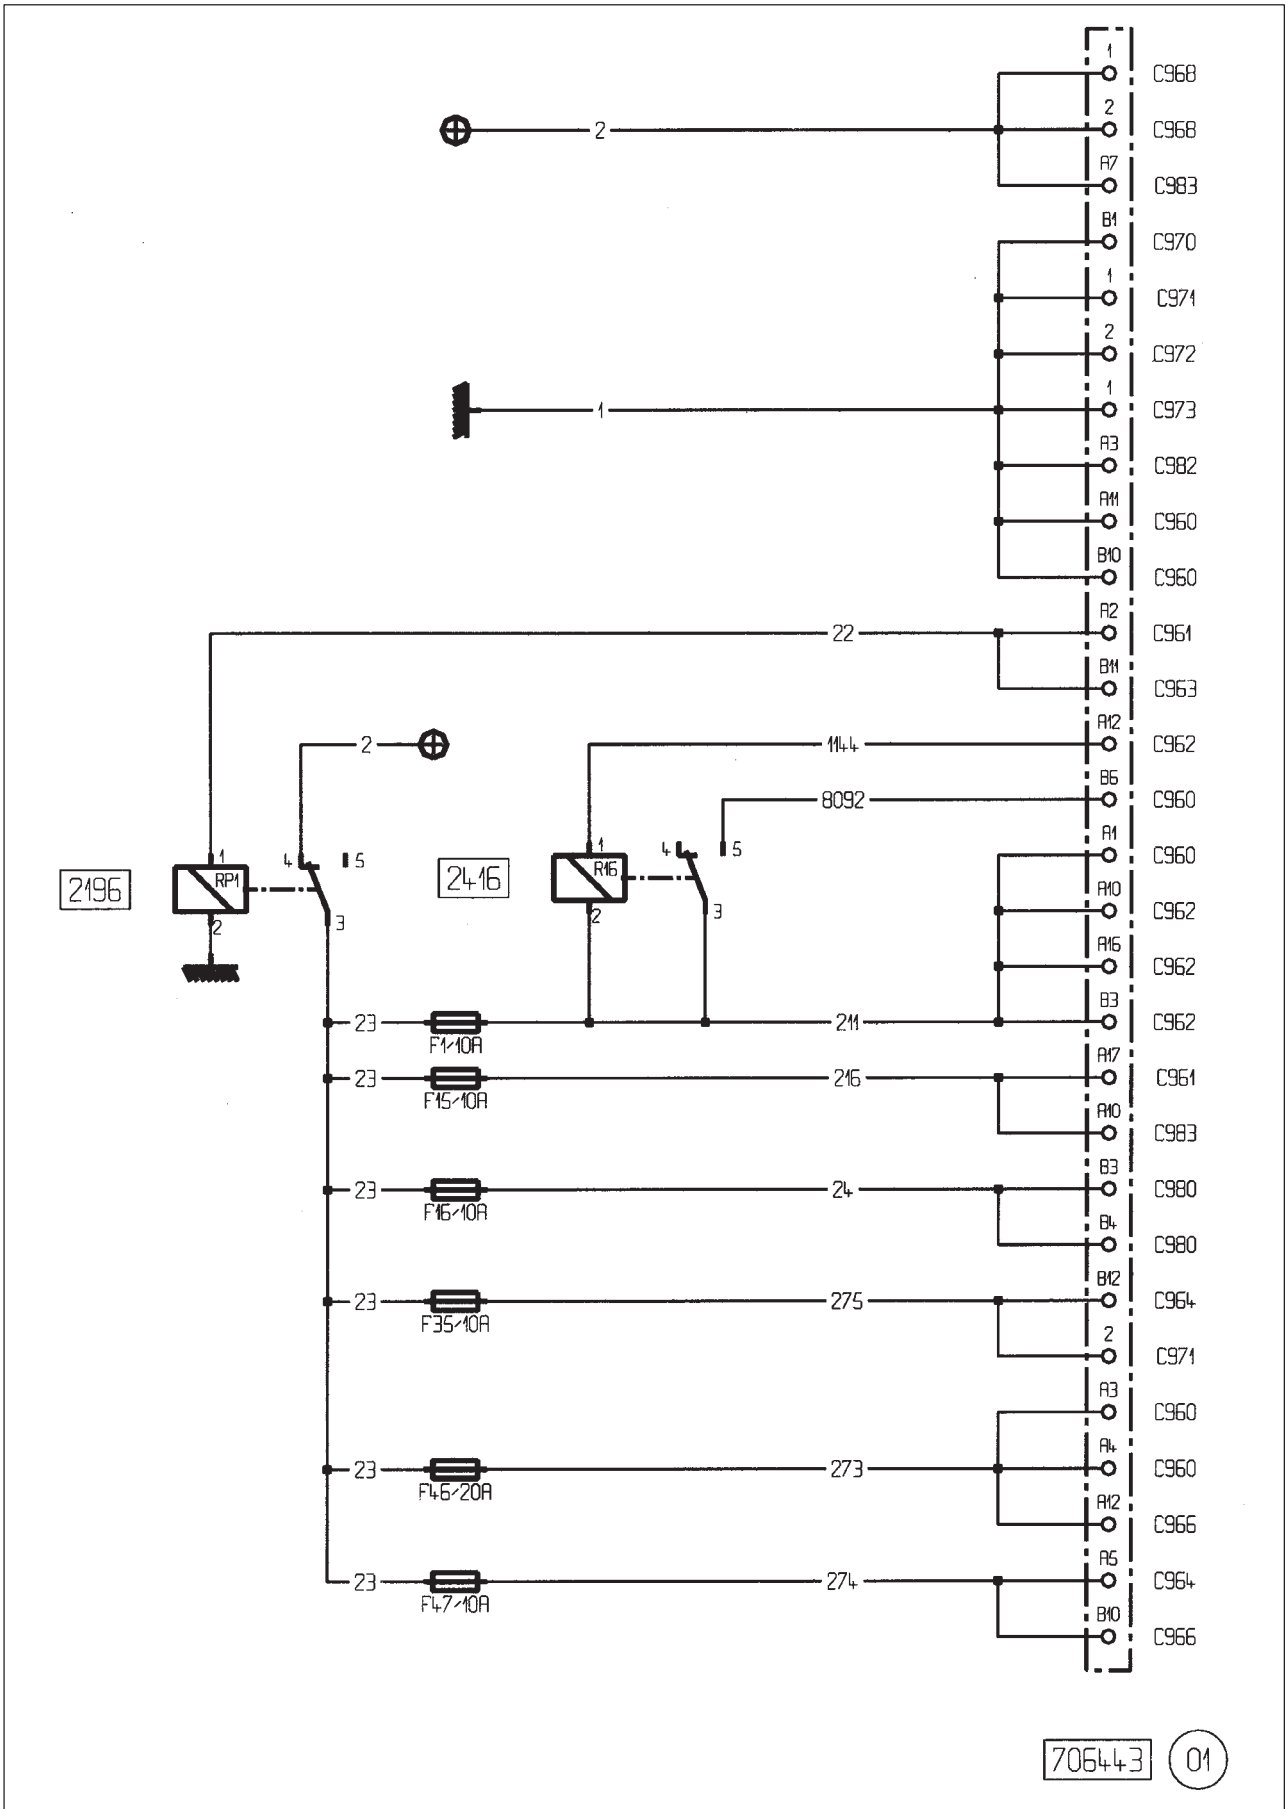 1
C968
2
2
C968
A7
C983
B1
C970
1
C971
2
C972
1
1
C973
A3
C982
A11
C960
B10
C960
A2
22
C961
B11
C963
A12
2
1144
C962
B6
8092
C960
A1
1
4
5
1
4
5
C960
2196
RP1
2416
R16
A10
2
3
2
3
C962
A16
C962
B3
23
211
C962
F1/10A
A17
23
216
C961
F15/10A
A10
C983
B3
23
24
C980
F16/10A
B4
C980
B12
23
275
C964
F35/10A
2
C971
A3
C960
A4
23
273
C960
F46/20A
A12
C966
A5
23
274
C964
F47/10A
B10
C966
706443
01